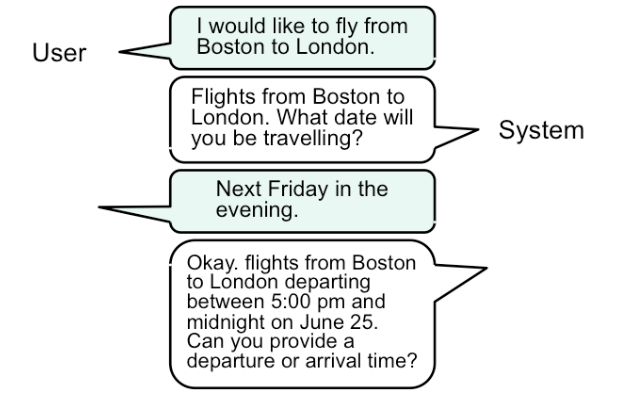 I would like to fly from
Boston to London.
User
Flights from Boston to
London. What date will
you be travelling?
System
Next Friday in the
evening.
Okay. flights from Boston
to London departing
between 5:00 pm and
midnight on June 25.
Can you provide a
departure or arrival time?